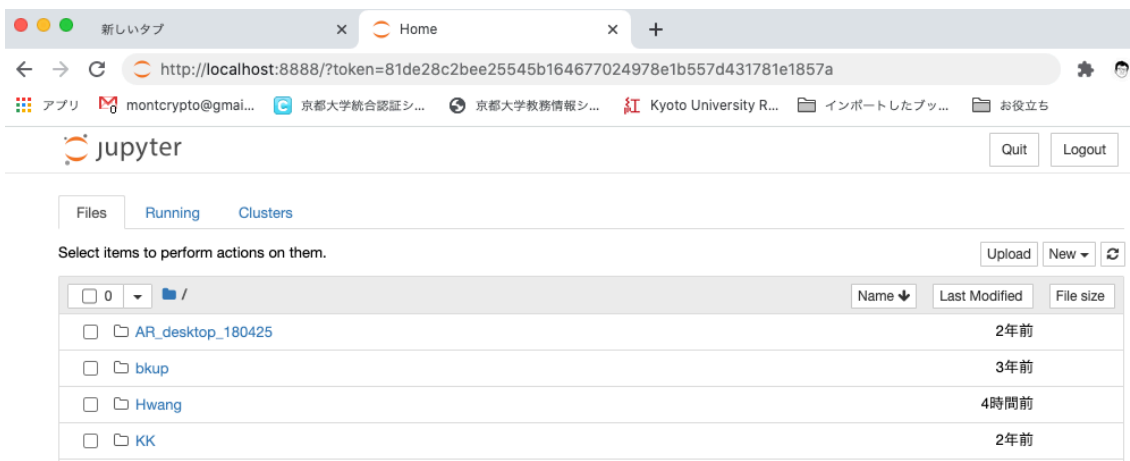 新しいタブ × Home × +
http://localhost:8888/?token=81de28c2bee25545b164677024978e1b557d431781e1857a
アプリ montcrypto@gmai... 京都大学統合認証シ... 京都大学教務情報シ... Kyoto University R... インポートしたブッ... お役立ち
jupyter Quit Logout
Files Running Clusters
Select items to perform actions on them. Upload New
0 / Name Last Modified File size
AR_desktop_180425 2年前
bkup 3年前
Hwang 4時間前
KK 2年前